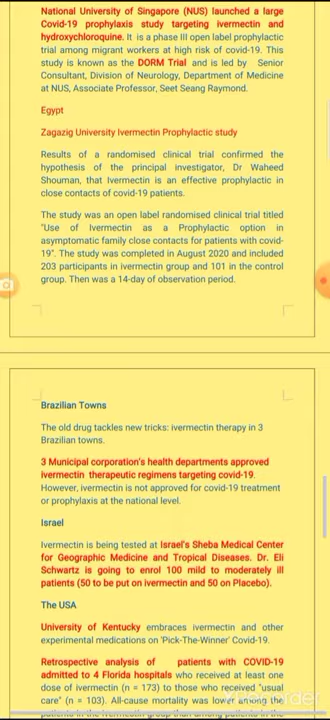 National University of Singapore (NUS) launched a large
Covid-19 prophylaxis study targeting ivermectin and
hydroxychloroquine. It is a phase III open label prophylactic
trial among migrant workers at high risk of covid-19. This
study is known as the DORM Trial and is led by Senior
Consultant, Division of Neurology, Department of Medicine
at NUS, Associate Professor, Seet Seang Raymond.
Egypt
Zagazig University Ivermectin Prophylactic study
Results of a randomised clinical trial confirmed the
hypothesis of the principal investigator, Dr Waheed
Shouman, that Ivermectin is an effective prophylactic in
close contacts of covid-19 patients.
The study was an open label randomised clinical trial titled
"Use of Ivermectin as a Prophylactic option in
asymptomatic family close contacts for patients with covid-
19". The study was completed in August 2020 and included
203 participants in ivermectin group and 101 in the control
group. Then was a 14-day of observation period.
Brazilian Towns
The old drug tackles new tricks: ivermectin therapy in 3
Brazilian towns.
3 Municipal corporation's health departments approved
ivermectin therapeutic regimens targeting covid-19.
However, ivermectin is not approved for covid-19 treatment
or prophylaxis at the national level.
Israel
Ivermectin is being tested at Israel's Sheba Medical Center
for Geographic Medicine and Tropical Diseases. Dr. Eli
Schwartz is going to enrol 100 mild to moderately ill
patients (50 to be put on ivermectin and 50 on Placebo).
The USA
University of Kentucky embraces ivermectin and other
experimental medications on 'Pick-The-Winner' Covid-19.
Retrospective analysis of patients with COVID-19
admitted to 4 Florida hospitals who received at least one
dose of ivermectin (n = 173) to those who received "usual
care" (n = 103). All-cause mortality was lower among the